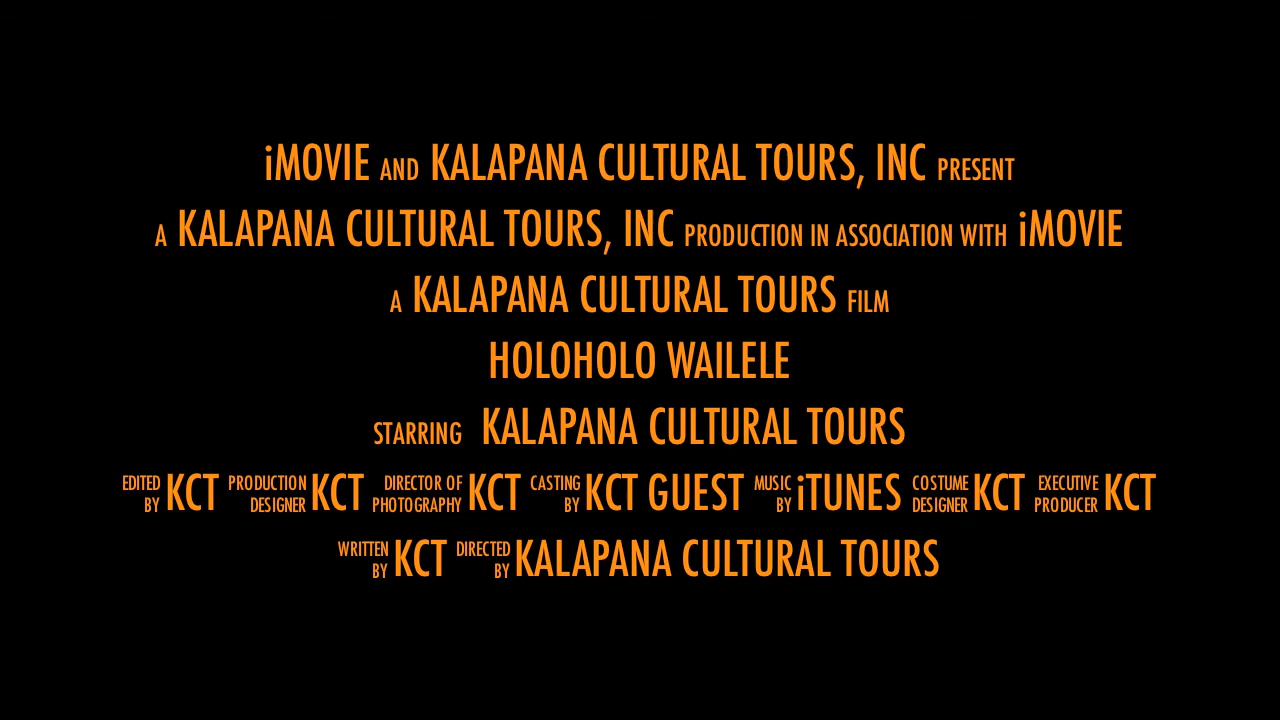 iMOVIE AND KALAPANA CULTURAL TOURS, INC PRESENT
A KALAPANA CULTURAL TOURS, INC PRODUCTION IN ASSOCIATION WITH iMOVIE
A KALAPANA CULTURAL TOURS FILM
HOLOHOLO WAILELE
STARRING KALAPANA CULTURAL TOURS
EDITED BY KCT PRODUCTION DESIGNER KCT DIRECTOR OF PHOTOGRAPHY KCT CASTING BY KCT GUEST MUSIC BY iTUNES COSTUME DESIGNER KCT EXECUTIVE PRODUCER KCT
WRITTEN BY KCT DIRECTED BY KALAPANA CULTURAL TOURS